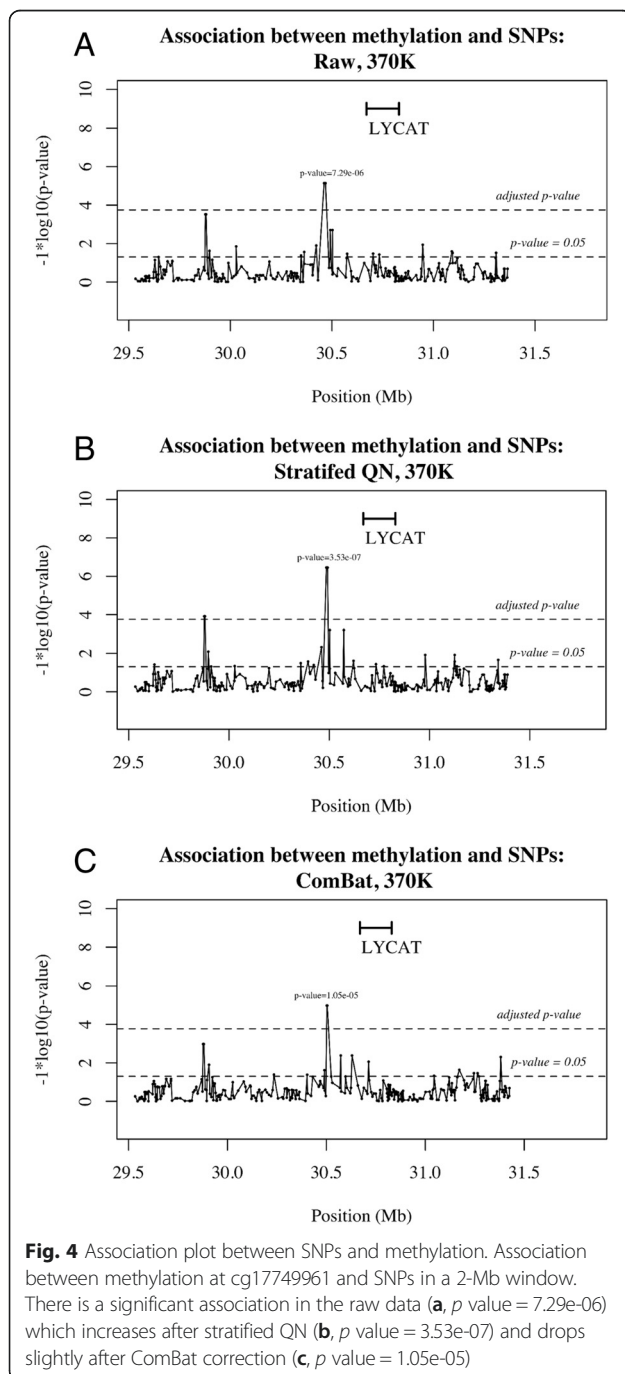 A
Association between methylation and SNPs:
Raw, 370K
10
8
6
4
2
0
-1*log10(p-value)
LYCAT
p-value=7.29e-06
adjusted p-value
p-value = 0.05
29.5 30.0 30.5 31.0 31.5
Position (Mb)
B
Association between methylation and SNPs:
Stratifed QN, 370K
10
8
6
4
2
0
-1*log10(p-value)
LYCAT
p-value=3.53e-07
adjusted p-value
p-value = 0.05
29.5 30.0 30.5 31.0 31.5
Position (Mb)
C
Association between methylation and SNPs:
ComBat, 370K
10
8
6
4
2
0
-1*log10(p-value)
LYCAT
p-value=1.05e-05
adjusted p-value
p-value = 0.05
29.5 30.0 30.5 31.0 31.5
Position (Mb)
Fig. 4 Association plot between SNPs and methylation. Association
between methylation at cg17749961 and SNPs in a 2-Mb window.
There is a significant association in the raw data (a, p value = 7.29e-06)
which increases after stratified QN (b, p value = 3.53e-07) and drops
slightly after ComBat correction (c, p value = 1.05e-05)